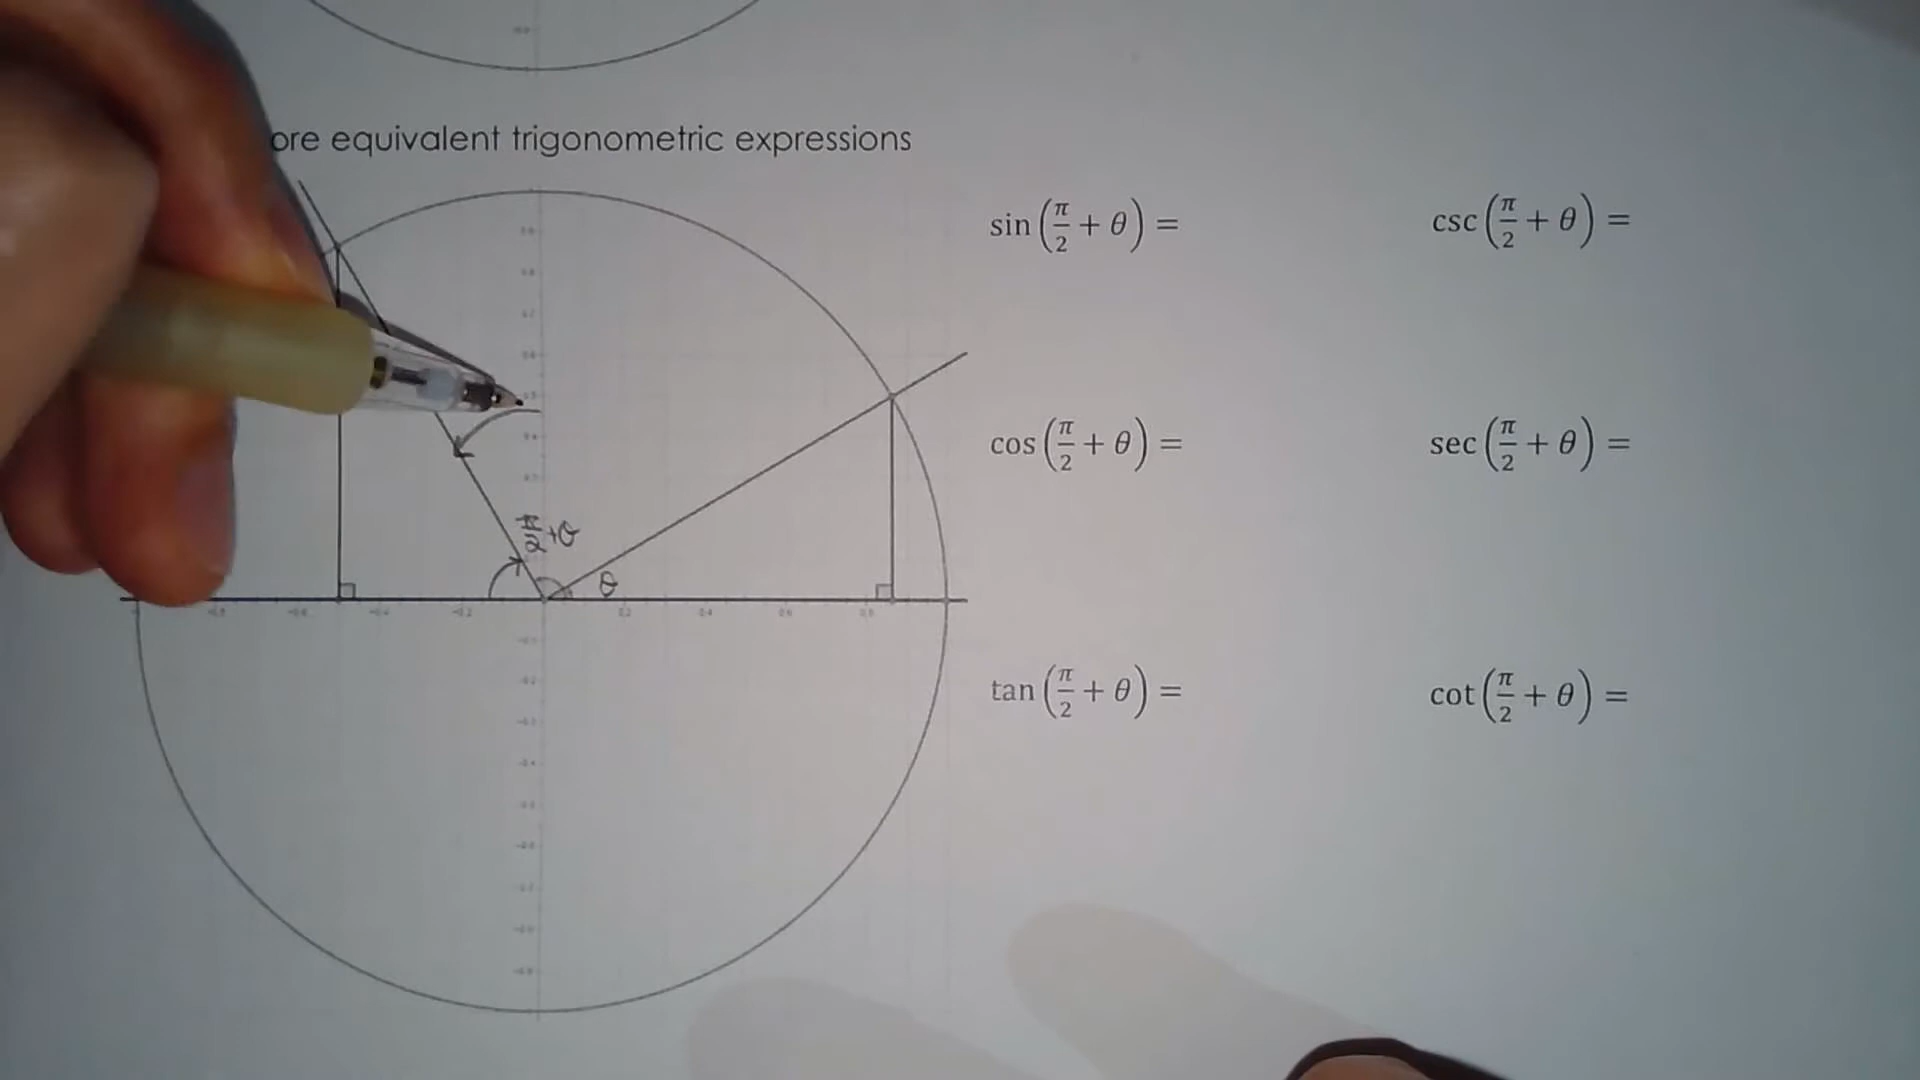 ore equivalent trigonometric expressions
sin(π/2 + θ) =
csc(π/2 + θ) =
cos(π/2 + θ) =
sec(π/2 + θ) =
π/2 + θ
θ
tan(π/2 + θ) =
cot(π/2 + θ) =